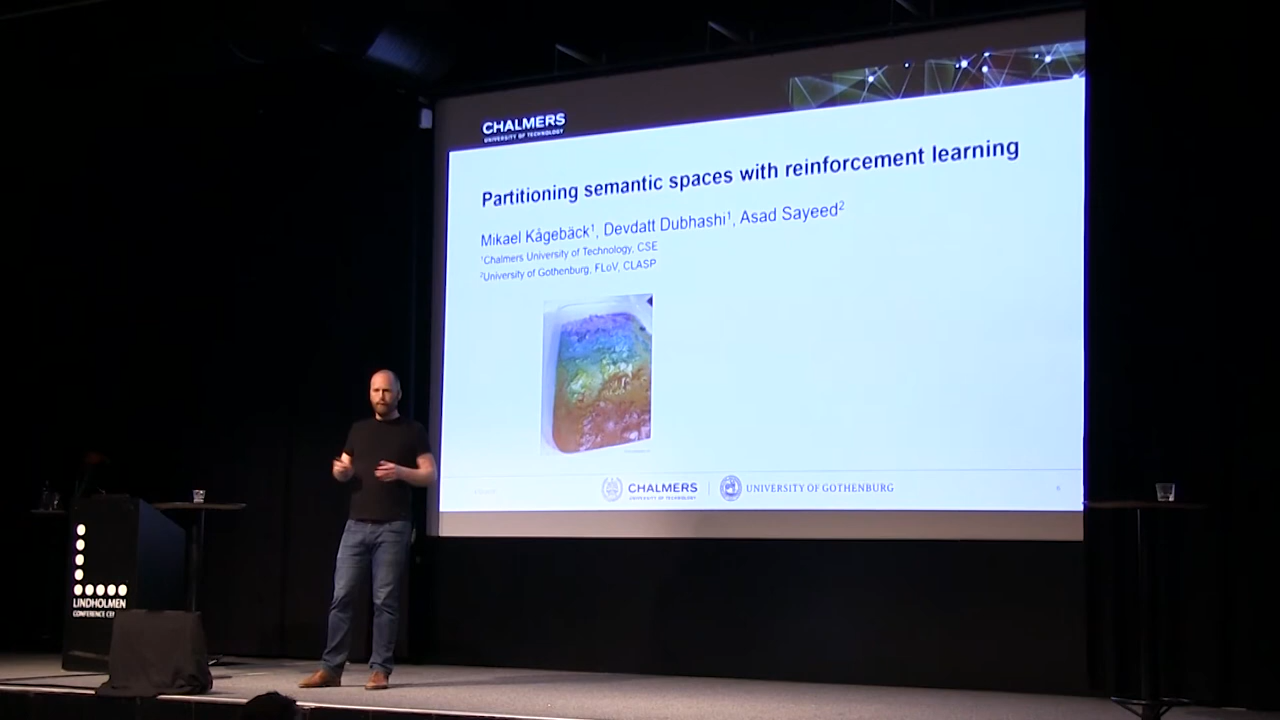 CHALMERS
UNIVERSITY OF TECHNOLOGY
Partitioning semantic spaces with reinforcement learning
Mikael Kågebäck¹, Devdatt Dubhashi¹, Asad Sayeed²
¹Chalmers University of Technology, CSE
²University of Gothenburg, FLoV, CLASP
CHALMERS
UNIVERSITY OF TECHNOLOGY
UNIVERSITY OF GOTHENBURG
LINDHOLMEN
CONFERENCE CEN